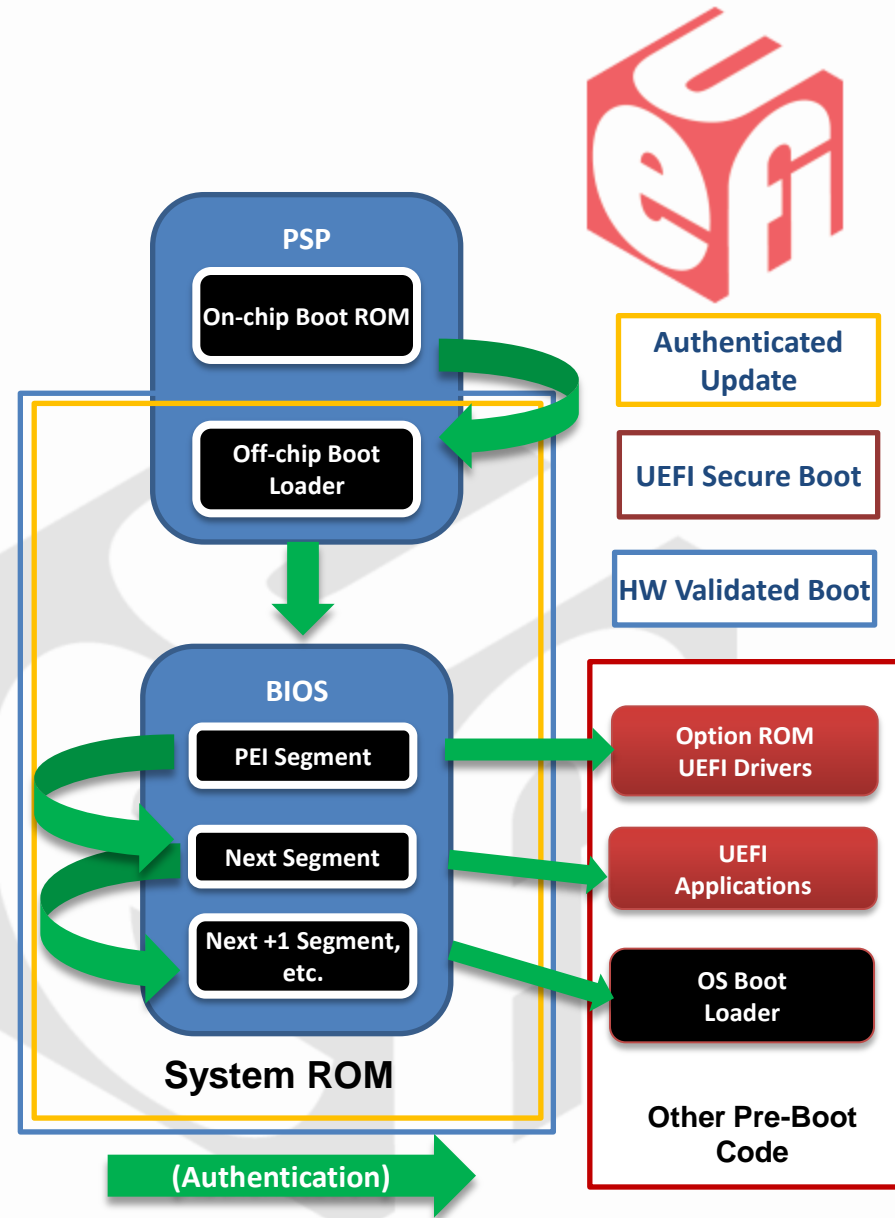 UEFI
PSP
On-chip Boot ROM
Off-chip Boot
Loader
Authenticated
Update
UEFI Secure Boot
HW Validated Boot
BIOS
PEI Segment
Next Segment
Next +1 Segment,
etc.
System ROM
Option ROM
UEFI Drivers
UEFI
Applications
OS Boot
Loader
Other Pre-Boot
Code
(Authentication)